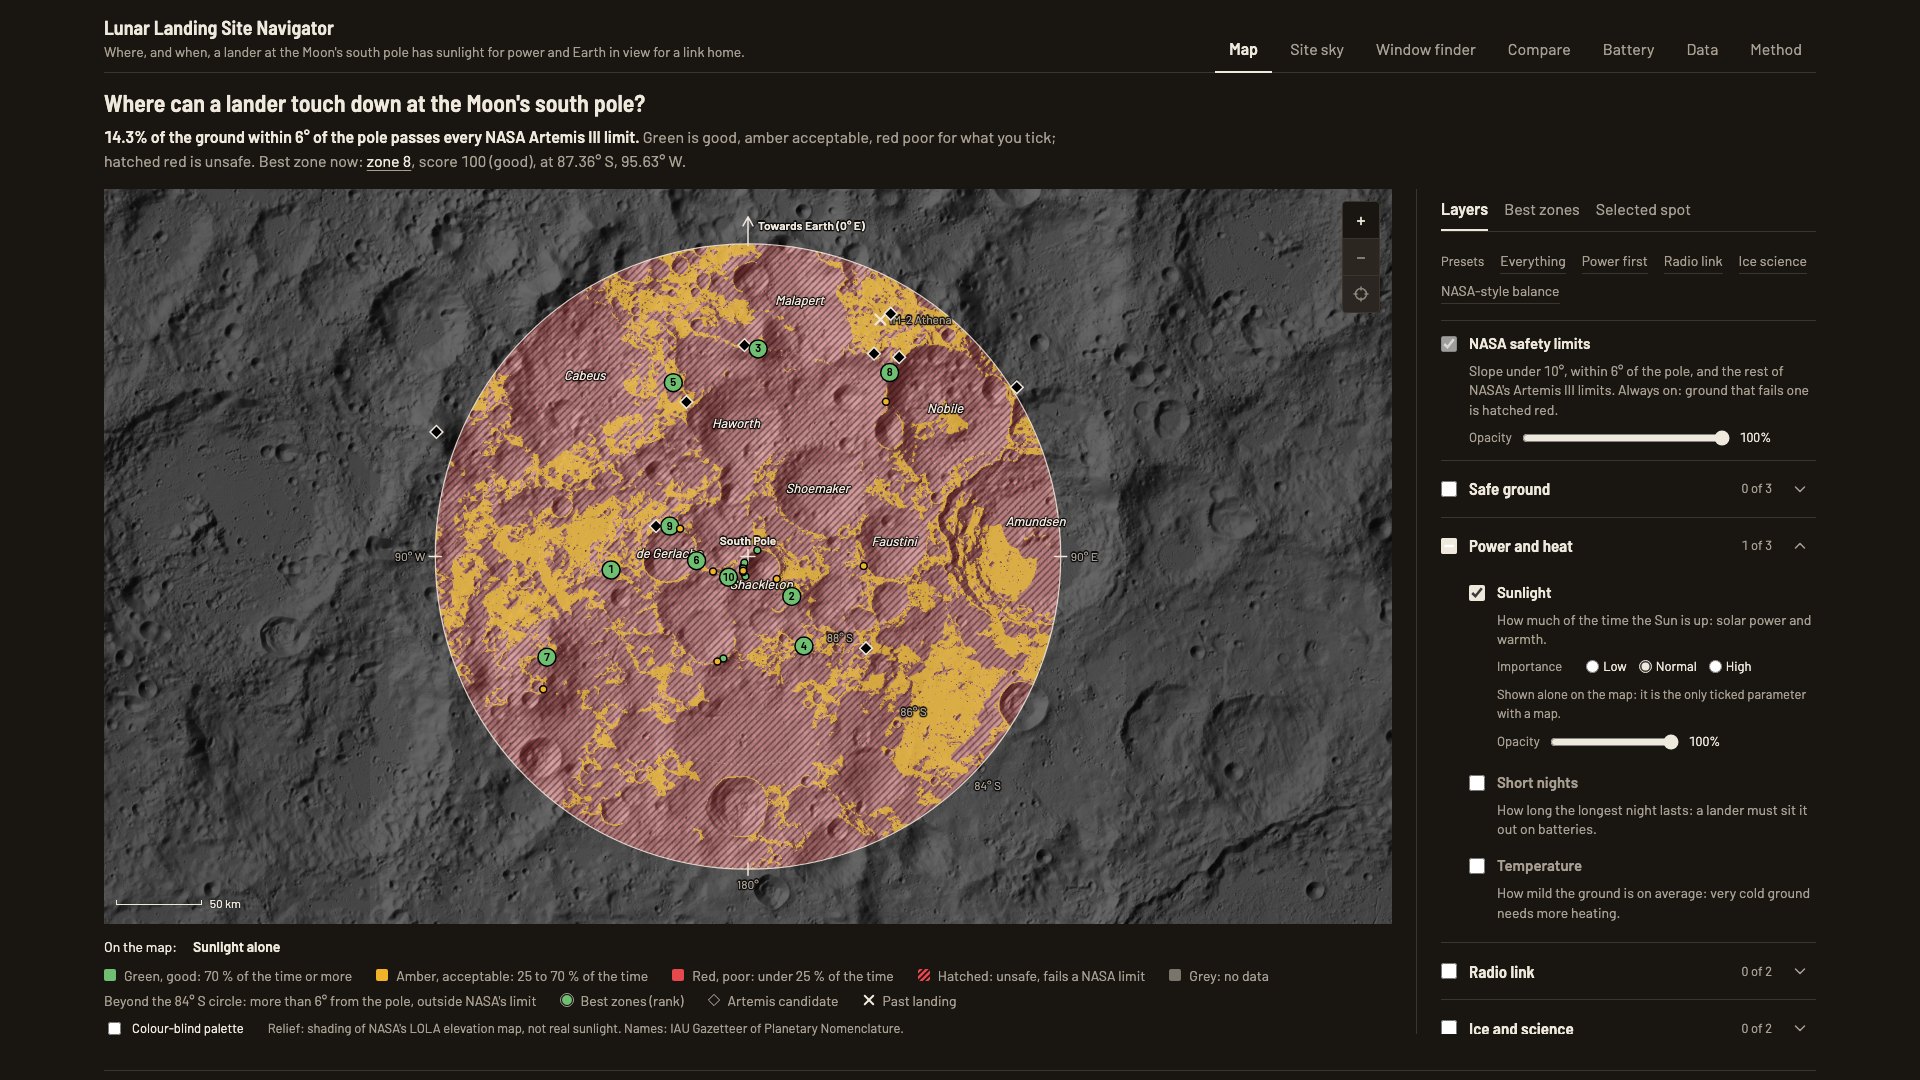 Lunar Landing Site Navigator
Where, and when, a lander at the Moon's south pole has sunlight for power and Earth in view for a link home.
Map
Site sky
Window finder
Compare
Battery
Data
Method
Where can a lander touch down at the Moon's south pole?
14.3% of the ground within 6° of the pole passes every NASA Artemis III limit. Green is good, amber acceptable, red poor for what you tick;
hatched red is unsafe. Best zone now: zone 8, score 100 (good), at 87.36° S, 95.63° W.
Towards Earth (0° E)
Malapert
IM-2 Athena
3
Cabeus
5
8
Nobile
Haworth
Shoemaker
Amundsen
9
South Pole
Faustini
90° W
de Gerlache
90° E
6
1
10
Shackleton
2
88° S
4
7
86° S
84° S
180°
50 km
+
−
Layers
Best zones
Selected spot
Presets
Everything
Power first
Radio link
Ice science
NASA-style balance
NASA safety limits
Slope under 10°, within 6° of the pole, and the rest of
NASA's Artemis III limits. Always on: ground that fails one
is hatched red.
Opacity
100%
Safe ground
0 of 3
Power and heat
1 of 3
Sunlight
How much of the time the Sun is up: solar power and
warmth.
Importance
Low
Normal
High
Shown alone on the map: it is the only ticked parameter
with a map.
Opacity
100%
Short nights
How long the longest night lasts: a lander must sit it
out on batteries.
Temperature
How mild the ground is on average: very cold ground
needs more heating.
Radio link
0 of 2
Ice and science
0 of 2
On the map: Sunlight alone
Green, good: 70 % of the time or more
Amber, acceptable: 25 to 70 % of the time
Red, poor: under 25 % of the time
Hatched: unsafe, fails a NASA limit
Grey: no data
Beyond the 84° S circle: more than 6° from the pole, outside NASA's limit
Best zones (rank)
Artemis candidate
Past landing
Colour-blind palette
Relief: shading of NASA's LOLA elevation map, not real sunlight. Names: IAU Gazetteer of Planetary Nomenclature.